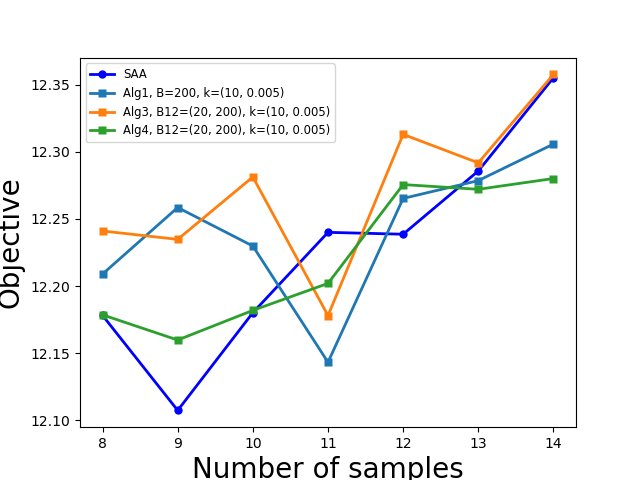 SAA
Alg1, B=200, k=(10, 0.005)
Alg3, B12=(20, 200), k=(10, 0.005)
Alg4, B12=(20, 200), k=(10, 0.005)
12.35
12.30
12.25
12.20
12.15
12.10
Objective
8 9 10 11 12 13 14
Number of samples